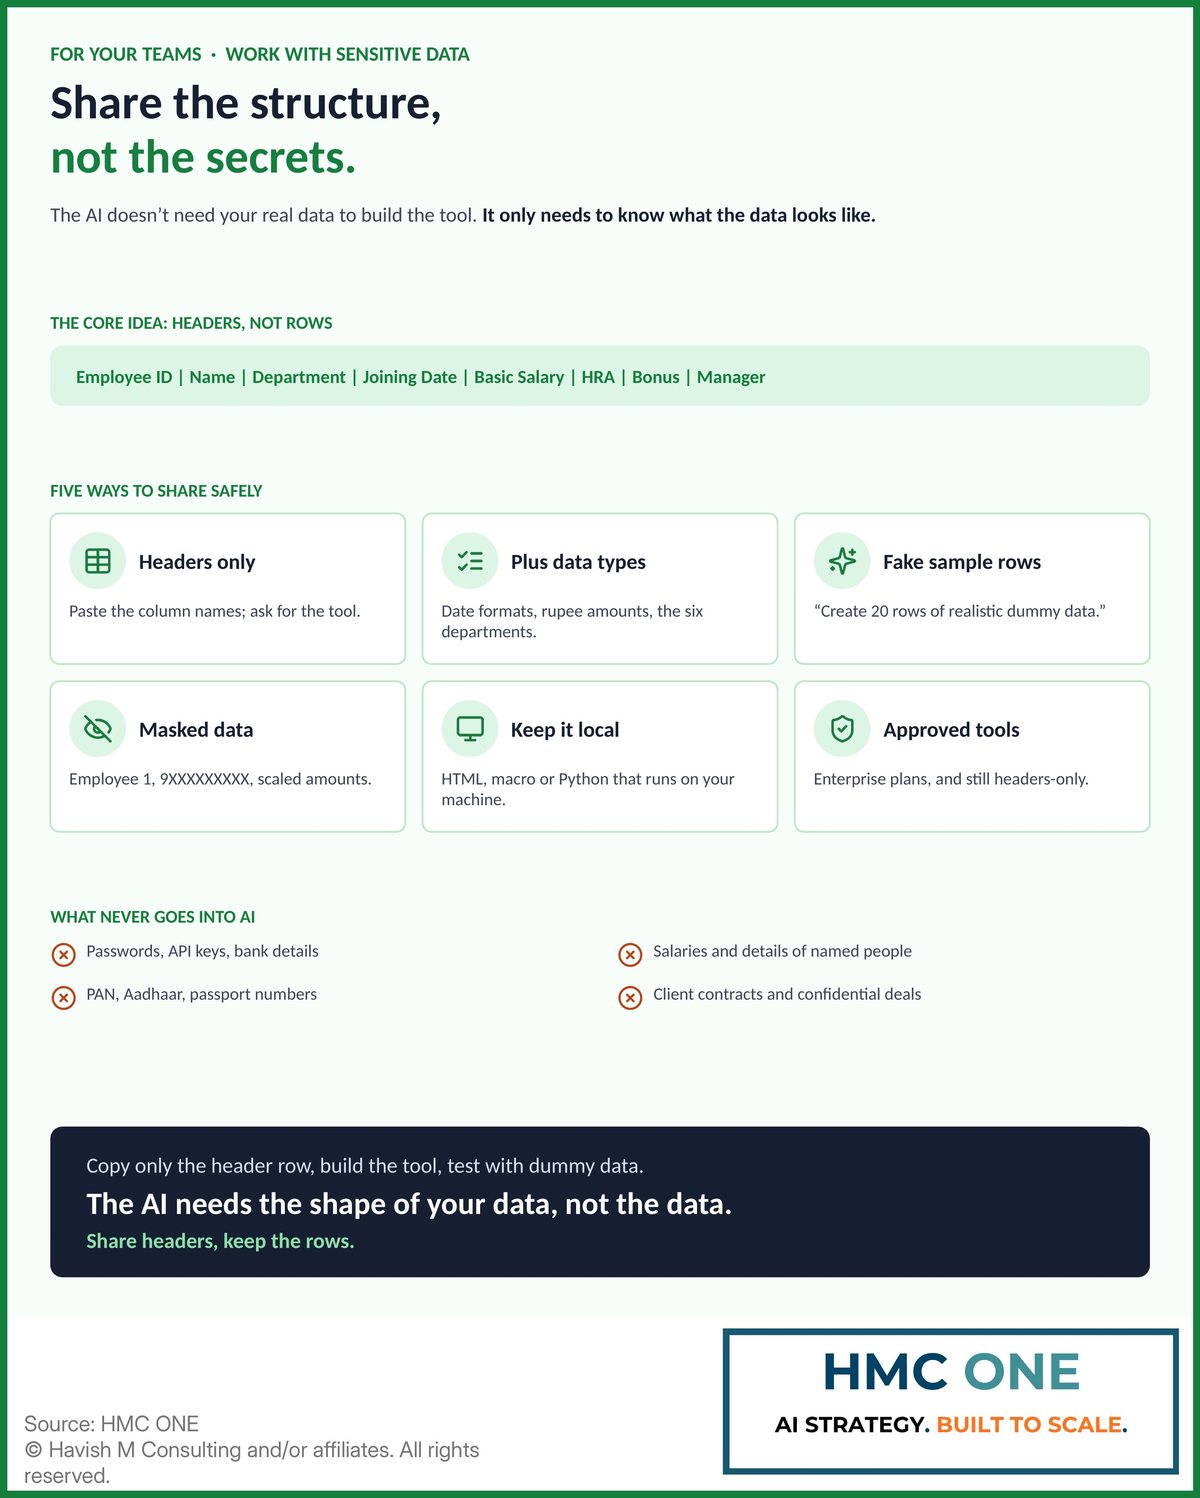 FOR YOUR TEAMS · WORK WITH SENSITIVE DATA
Share the structure,
not the secrets.
The AI doesn’t need your real data to build the tool. It only needs to know what the data looks like.
THE CORE IDEA: HEADERS, NOT ROWS
Employee ID | Name | Department | Joining Date | Basic Salary | HRA | Bonus | Manager
FIVE WAYS TO SHARE SAFELY
Headers only
Paste the column names; ask for the tool.
Plus data types
Date formats, rupee amounts, the six
departments.
Fake sample rows
“Create 20 rows of realistic dummy data.”
Masked data
Employee 1, 9XXXXXXXXX, scaled amounts.
Keep it local
HTML, macro or Python that runs on your
machine.
Approved tools
Enterprise plans, and still headers-only.
WHAT NEVER GOES INTO AI
Passwords, API keys, bank details
Salaries and details of named people
PAN, Aadhaar, passport numbers
Client contracts and confidential deals
Copy only the header row, build the tool, test with dummy data.
The AI needs the shape of your data, not the data.
Share headers, keep the rows.
HMC ONE
AI STRATEGY. BUILT TO SCALE.
Source: HMC ONE
© Havish M Consulting and/or affiliates. All rights
reserved.